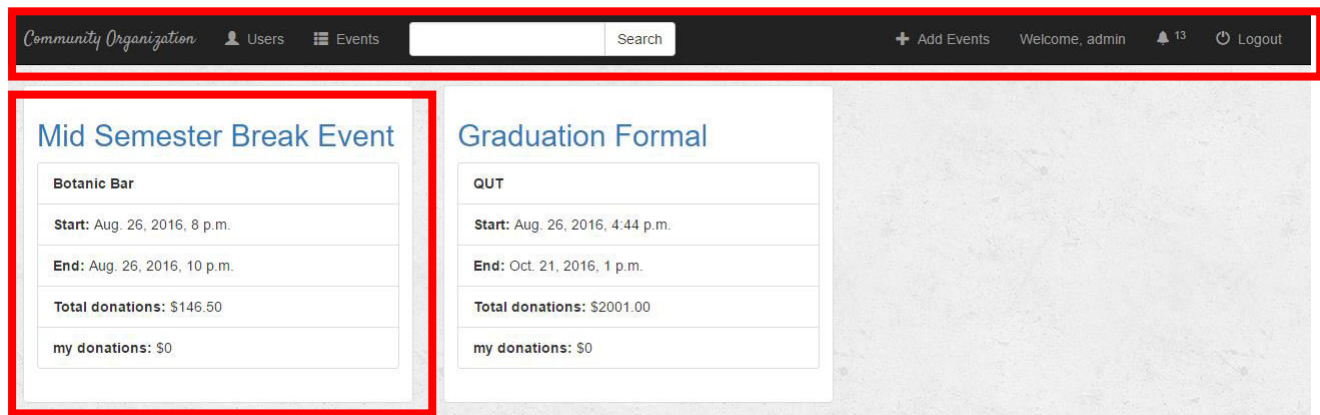 Community Organization Users Events Search Add Events Welcome, admin 13 Logout
Mid Semester Break Event
Botanic Bar
Start: Aug. 26, 2016, 8 p.m.
End: Aug. 26, 2016, 10 p.m.
Total donations: $146.50
my donations: $0
Graduation Formal
QUT
Start: Aug. 26, 2016, 4:44 p.m.
End: Oct. 21, 2016, 1 p.m.
Total donations: $2001.00
my donations: $0